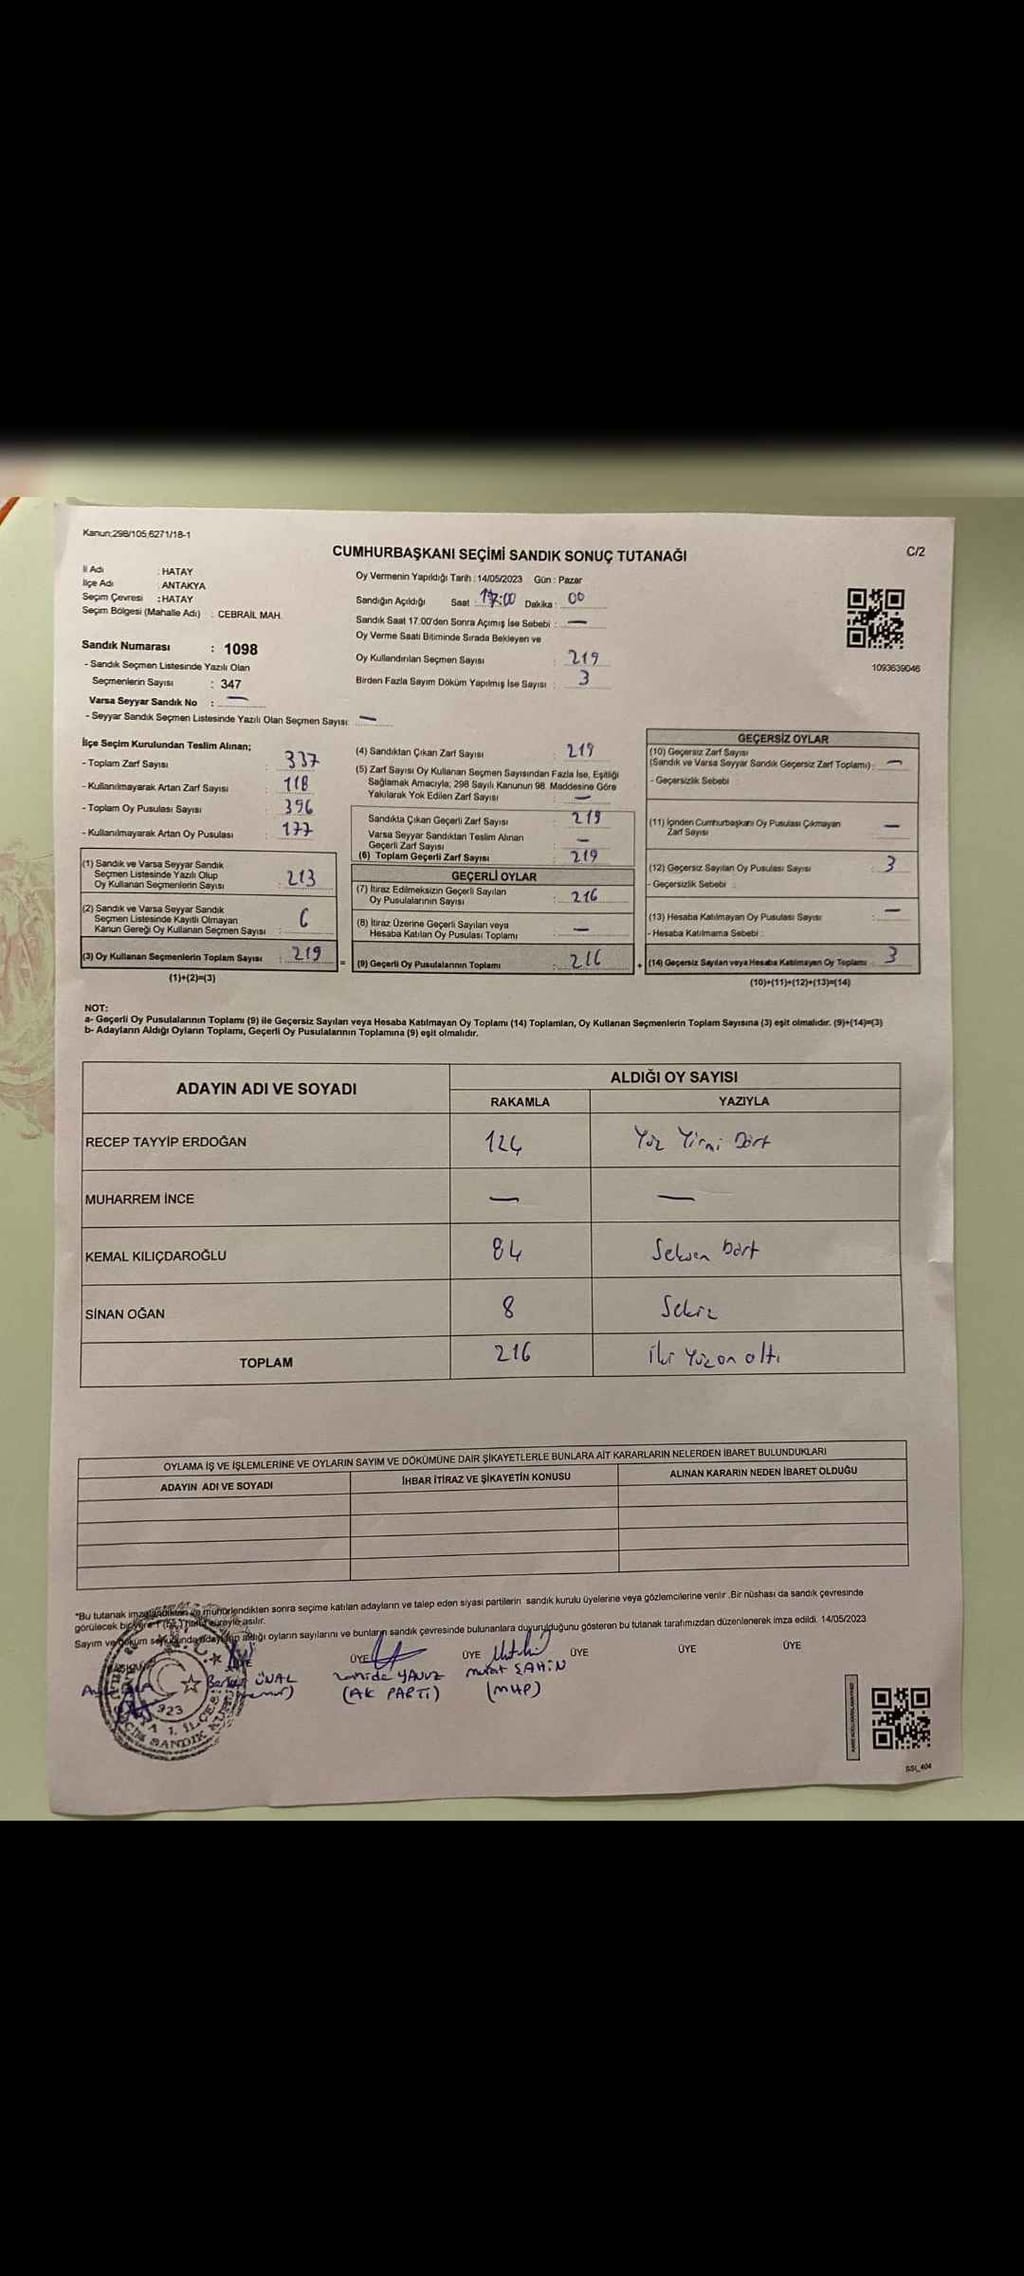 Kanun:298/105,6271/18-1
CUMHURBAŞKANI SEÇİMİ SANDIK SONUÇ TUTANAĞI
C/2
İl Adı : HATAY
İlçe Adı : ANTAKYA
Seçim Çevresi : HATAY
Seçim Bölgesi (Mahalle Adı) : CEBRAİL MAH.
Oy Vermenin Yapıldığı Tarih : 14/05/2023 Gün : Pazar
Sandığın Açıldığı Saat : 17:00 Dakika : 00
Sandık Saat 17.00'den Sonra Açımış İse Sebebi : —
Oy Verme Saati Bitiminde Sırada Bekleyen ve
Oy Kullandırılan Seçmen Sayısı : 219
Birden Fazla Sayım Döküm Yapılmış İse Sayısı : 3
1093639046
Sandık Numarası : 1098
- Sandık Seçmen Listesinde Yazılı Olan
Seçmenlerin Sayısı : 347
Varsa Seyyar Sandık No : —
- Seyyar Sandık Seçmen Listesinde Yazılı Olan Seçmen Sayısı: —
İlçe Seçim Kurulundan Teslim Alınan;
- Toplam Zarf Sayısı : 337
- Kullanılmayarak Artan Zarf Sayısı : 118
- Toplam Oy Pusulası Sayısı : 396
- Kullanılmayarak Artan Oy Pusulası : 177
(1) Sandık ve Varsa Seyyar Sandık
Seçmen Listesinde Yazılı Olup
Oy Kullanan Seçmenlerin Sayısı : 213
(2) Sandık ve Varsa Seyyar Sandık
Seçmen Listesinde Kayıtlı Olmayan
Kanun Gereği Oy Kullanan Seçmen Sayısı : 6
(3) Oy Kullanan Seçmenlerin Toplam Sayısı : 219 =
(1)+(2)=(3)
(4) Sandıktan Çıkan Zarf Sayısı : 219
(5) Zarf Sayısı Oy Kullanan Seçmen Sayısından Fazla İse, Eşitliği
Sağlamak Amacıyla, 298 Sayılı Kanunun 98. Maddesine Göre
Yakılarak Yok Edilen Zarf Sayısı : —
Sandıkta Çıkan Geçerli Zarf Sayısı : 219
Varsa Seyyar Sandıktan Teslim Alınan
Geçerli Zarf Sayısı : —
(6) Toplam Geçerli Zarf Sayısı : 219
GEÇERLİ OYLAR
(7) İtiraz Edilmeksizin Geçerli Sayılan
Oy Pusulalarının Sayısı : 216
(8) İtiraz Üzerine Geçerli Sayılan veya
Hesaba Katılan Oy Pusulası Toplamı : —
(9) Geçerli Oy Pusulalarının Toplamı : 216 +
GEÇERSİZ OYLAR
(10) Geçersiz Zarf Sayısı
(Sandık ve Varsa Seyyar Sandık Geçersiz Zarf Toplamı) : —
- Geçersizlik Sebebi
(11) İçinden Cumhurbaşkanı Oy Pusulası Çıkmayan
Zarf Sayısı : —
(12) Geçersiz Sayılan Oy Pusulası Sayısı : 3
- Geçersizlik Sebebi :
(13) Hesaba Katılmayan Oy Pusulası Sayısı : —
- Hesaba Katılmama Sebebi :
(14) Geçersiz Sayılan veya Hesaba Katılmayan Oy Toplamı : 3
(10)+(11)+(12)+(13)=(14)
NOT:
a- Geçerli Oy Pusulalarının Toplamı (9) ile Geçersiz Sayılan veya Hesaba Katılmayan Oy Toplamı (14) Toplamları, Oy Kullanan Seçmenlerin Toplam Sayısına (3) eşit olmalıdır. (9)+(14)=(3)
b- Adayların Aldığı Oyların Toplamı, Geçerli Oy Pusulalarının Toplamına (9) eşit olmalıdır.
ADAYIN ADI VE SOYADI
ALDIĞI OY SAYISI
RAKAMLA YAZIYLA
RECEP TAYYİP ERDOĞAN 124 Yüz Yirmi Dört
MUHARREM İNCE — —
KEMAL KILIÇDAROĞLU 84 Seksen Dört
SİNAN OĞAN 8 Sekiz
TOPLAM 216 İki Yüz on altı
OYLAMA İŞ VE İŞLEMLERİNE VE OYLARIN SAYIM VE DÖKÜMÜNE DAİR ŞİKAYETLERLE BUNLARA AİT KARARLARIN NELERDEN İBARET BULUNDUKLARI
ADAYIN ADI VE SOYADI İHBAR İTİRAZ VE ŞİKAYETİN KONUSU ALINAN KARARIN NEDEN İBARET OLDUĞU
*Bu tutanak imzalandıktan ve mühürlendikten sonra seçime katılan adayların ve talep eden siyasi partilerin sandık kurulu üyelerine veya gözlemcilerine verilir .Bir nüshası da sandık çevresinde
görülecek bir yere süreyle asılır.
Sayım ve döküm aldığı oyların sayılarını ve bunların sandık çevresinde bulunanlara duyurulduğunu gösteren bu tutanak tarafımızdan düzenlenerek imza edildi. 14/05/2023
ÜYE ÜYE ÜYE ÜYE ÜYE
ÜNAL YAVUZ Murat ŞAHİN
(AK PARTİ) (MHP)
SSL_404